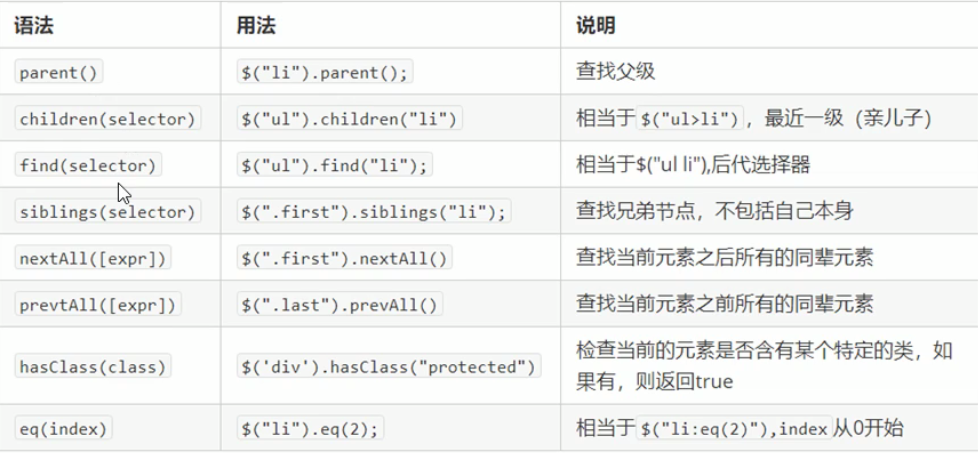 语法 用法 说明
parent() $("li").parent(); 查找父级
children(selector) $("ul").children("li") 相当于$("ul>li")，最近一级（亲儿子）
find(selector) $("ul").find("li"); 相当于$("ul li"),后代选择器
siblings(selector) $(".first").siblings("li"); 查找兄弟节点，不包括自己本身
nextAll([expr]) $(".first").nextAll() 查找当前元素之后所有的同辈元素
prevtAll([expr]) $(".last").prevAll() 查找当前元素之前所有的同辈元素
hasClass(class) $('div').hasClass("protected") 检查当前的元素是否含有某个特定的类，如
果有，则返回true
eq(index) $("li").eq(2); 相当于$("li:eq(2)"),index从0开始